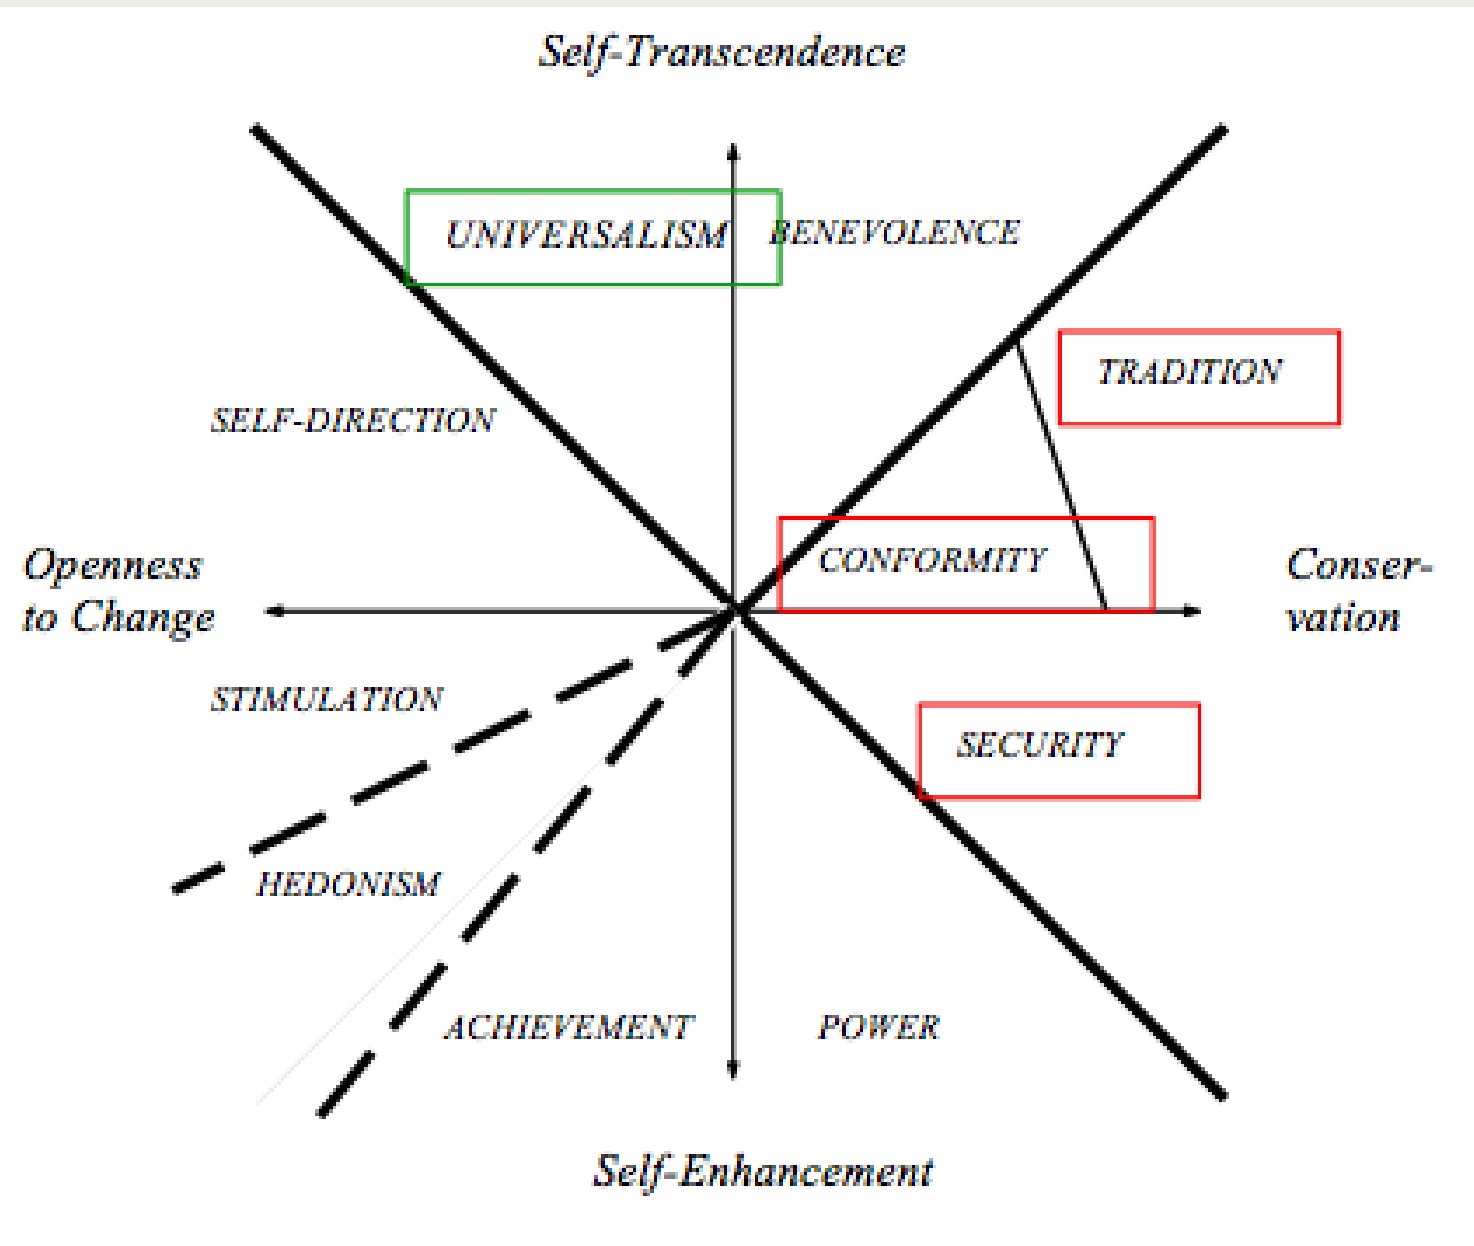 Self-Transcendence
UNIVERSALISM
BENEVOLENCE
TRADITION
SELF-DIRECTION
CONFORMITY
Openness
to Change
Conser-
vation
STIMULATION
SECURITY
HEDONISM
ACHIEVEMENT
POWER
Self-Enhancement